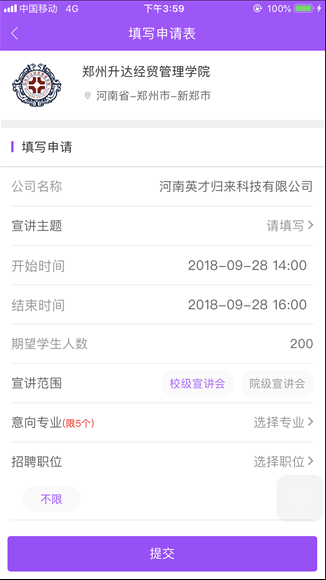 中国移动 4G 下午3:59 100%
填写申请表
郑州升达经贸管理学院
河南省-郑州市-新郑市
填写申请
公司名称 河南英才归来科技有限公司
宣讲主题 请填写
开始时间 2018-09-28 14:00
结束时间 2018-09-28 16:00
期望学生人数 200
宣讲范围 校级宣讲会 院级宣讲会
意向专业(限5个) 选择专业
招聘职位 选择职位
不限
提交